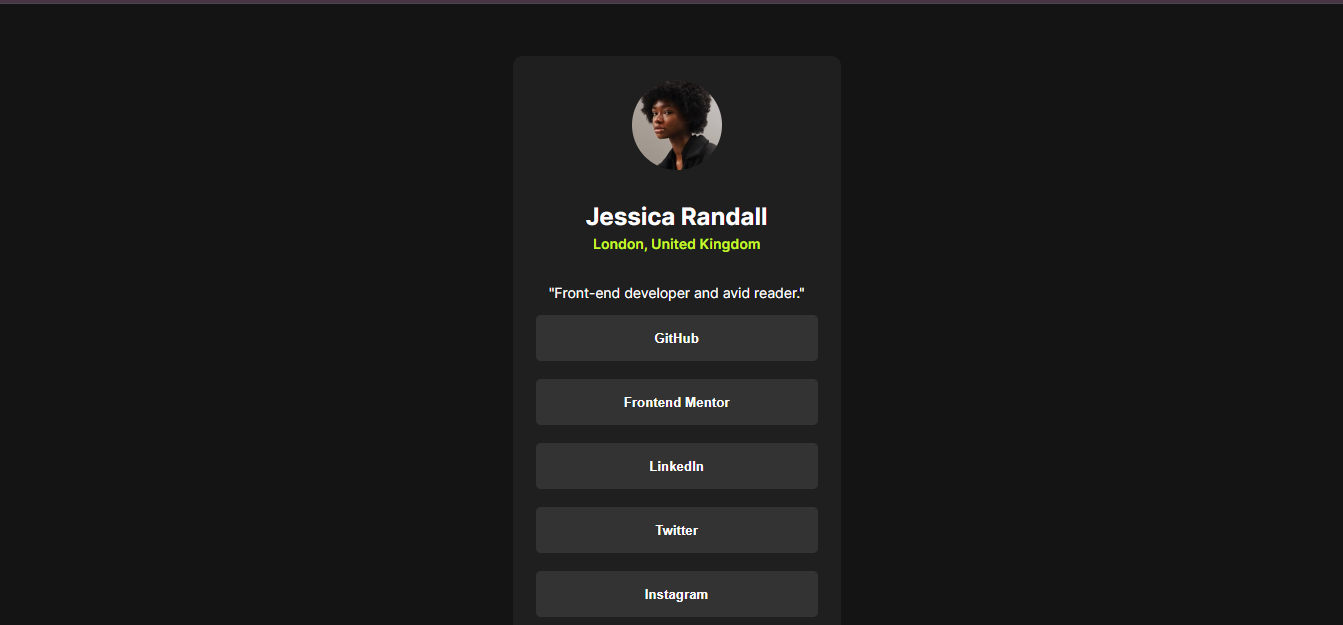 Jessica Randall
London, United Kingdom
"Front-end developer and avid reader."
GitHub
Frontend Mentor
LinkedIn
Twitter
Instagram